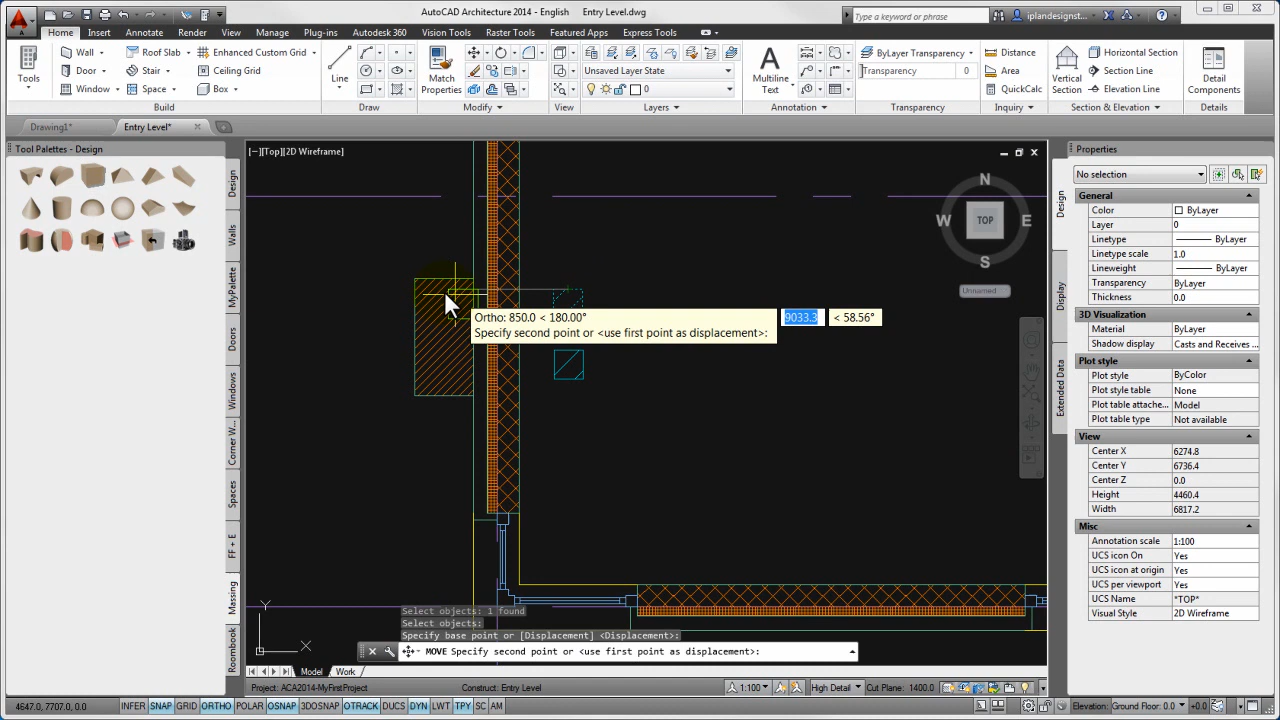 AutoCAD Architecture 2014 - English    Entry Level.dwg
Type a keyword or phrase
iplandesignst...
Home Insert Annotate Render View Manage Plug-ins Autodesk 360 Vision Tools Raster Tools Featured Apps Express Tools
Tools
Wall
Door
Window
Roof Slab
Stair
Space
Enhanced Custom Grid
Ceiling Grid
Box
Line
Match
Properties
Unsaved Layer State
0
Multiline
Text
ByLayer Transparency
Transparency 0
Distance
Area
QuickCalc
Vertical
Section
Horizontal Section
Section Line
Elevation Line
Detail
Components
Build Draw Modify View Layers Annotation Transparency Inquiry Section & Elevation Details
Drawing1* Entry Level*
Tool Palettes - Design
Design
Walls
MyPalette
Doors
Windows
Corner W...
Spaces
FF + E
Massing
Roombook
[−][Top][2D Wireframe]
N
W TOP E
S
Unnamed
Ortho: 850.0 < 180.00°
Specify second point or <use first point as displacement>:
9033.3 < 58.56°
Y
X
Select objects: 1 found
Select objects:
Specify base point or [Displacement] <Displacement>:
MOVE Specify second point or <use first point as displacement>:
Model Work
Properties
Design
Display
Extended Data
No selection
General
Color ByLayer
Layer 0
Linetype ByLayer
Linetype scale 1.0
Lineweight ByLayer
Transparency ByLayer
Thickness 0.0
3D Visualization
Material ByLayer
Shadow display Casts and Receives ...
Plot style
Plot style ByColor
Plot style table None
Plot table attache... Model
Plot table type Not available
View
Center X 6274.8
Center Y 6736.4
Center Z 0.0
Height 4460.4
Width 6817.2
Misc
Annotation scale 1:100
UCS icon On Yes
UCS icon at origin Yes
UCS per viewport Yes
UCS Name *TOP*
Visual Style 2D Wireframe
Project: ACA2014-MyFirstProject Construct: Entry Level 1:100 High Detail Cut Plane: 1400.0
4647.0, 7707.0, 0.0 INFER SNAP GRID ORTHO POLAR OSNAP 3DOSNAP OTRACK DUCS DYN LWT TPY SC AM Elevation: Ground Floor: 0.0 +0.0